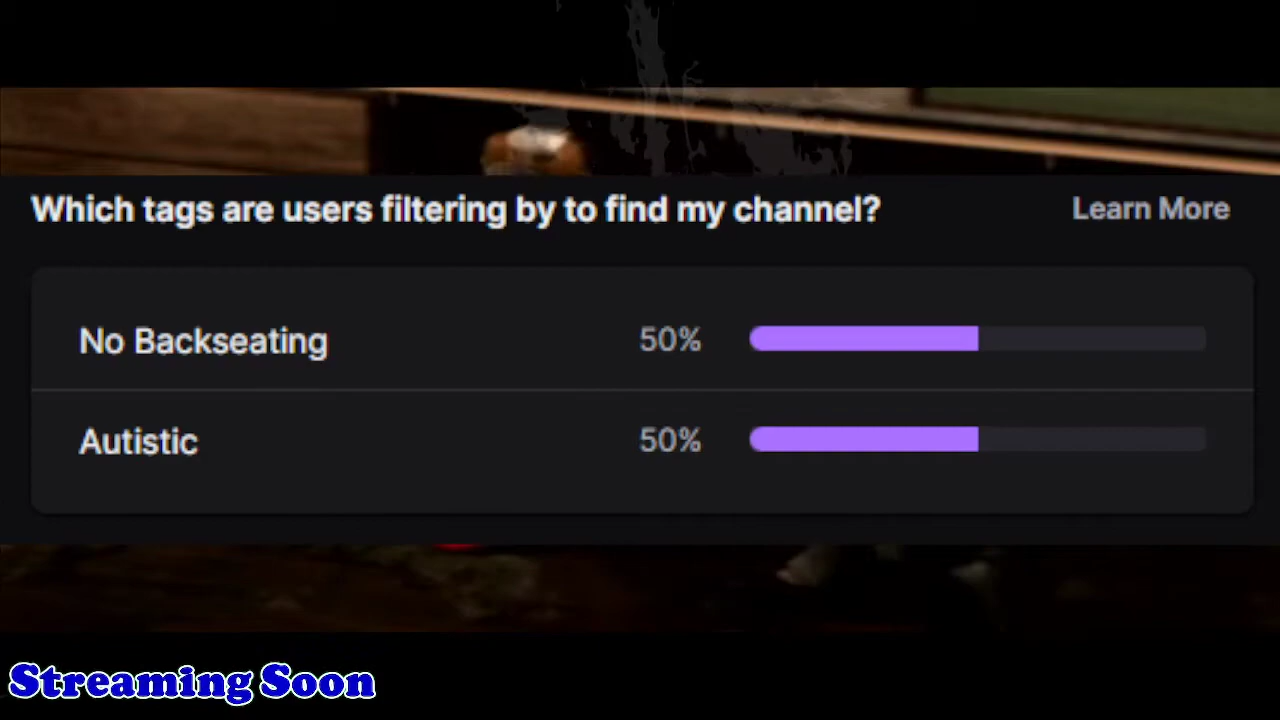 Which tags are users filtering by to find my channel? Learn More
No Backseating 50%
Autistic 50%
Streaming Soon